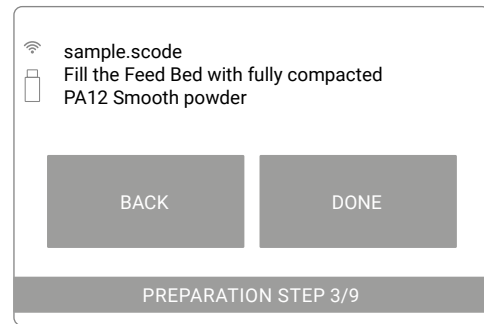 sample.scode
Fill the Feed Bed with fully compacted
PA12 Smooth powder
BACK
DONE
PREPARATION STEP 3/9